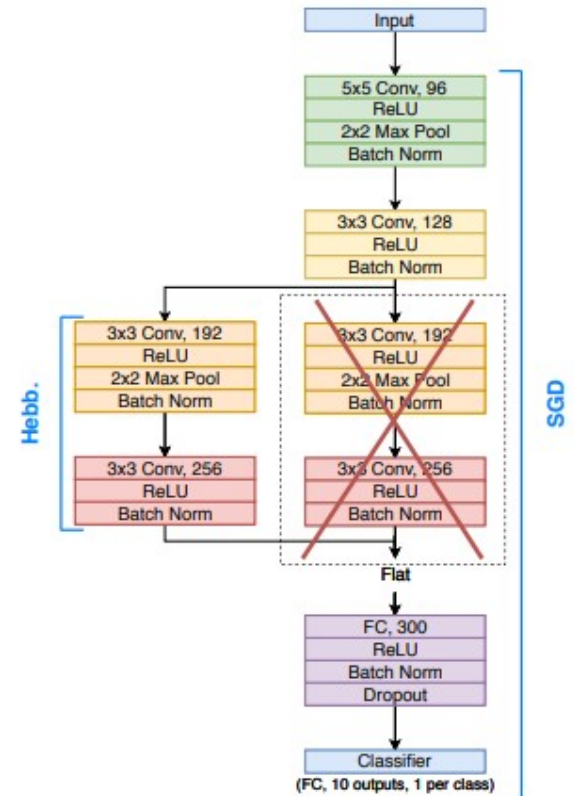 Input
5x5 Conv, 96
ReLU
2x2 Max Pool
Batch Norm
3x3 Conv, 128
ReLU
Batch Norm
Hebb.
3x3 Conv, 192
ReLU
2x2 Max Pool
Batch Norm
3x3 Conv, 256
ReLU
Batch Norm
3x3 Conv, 192
ReLU
2x2 Max Pool
Batch Norm
3x3 Conv, 256
ReLU
Batch Norm
SGD
Flat
FC, 300
ReLU
Batch Norm
Dropout
Classifier
(FC, 10 outputs, 1 per class)